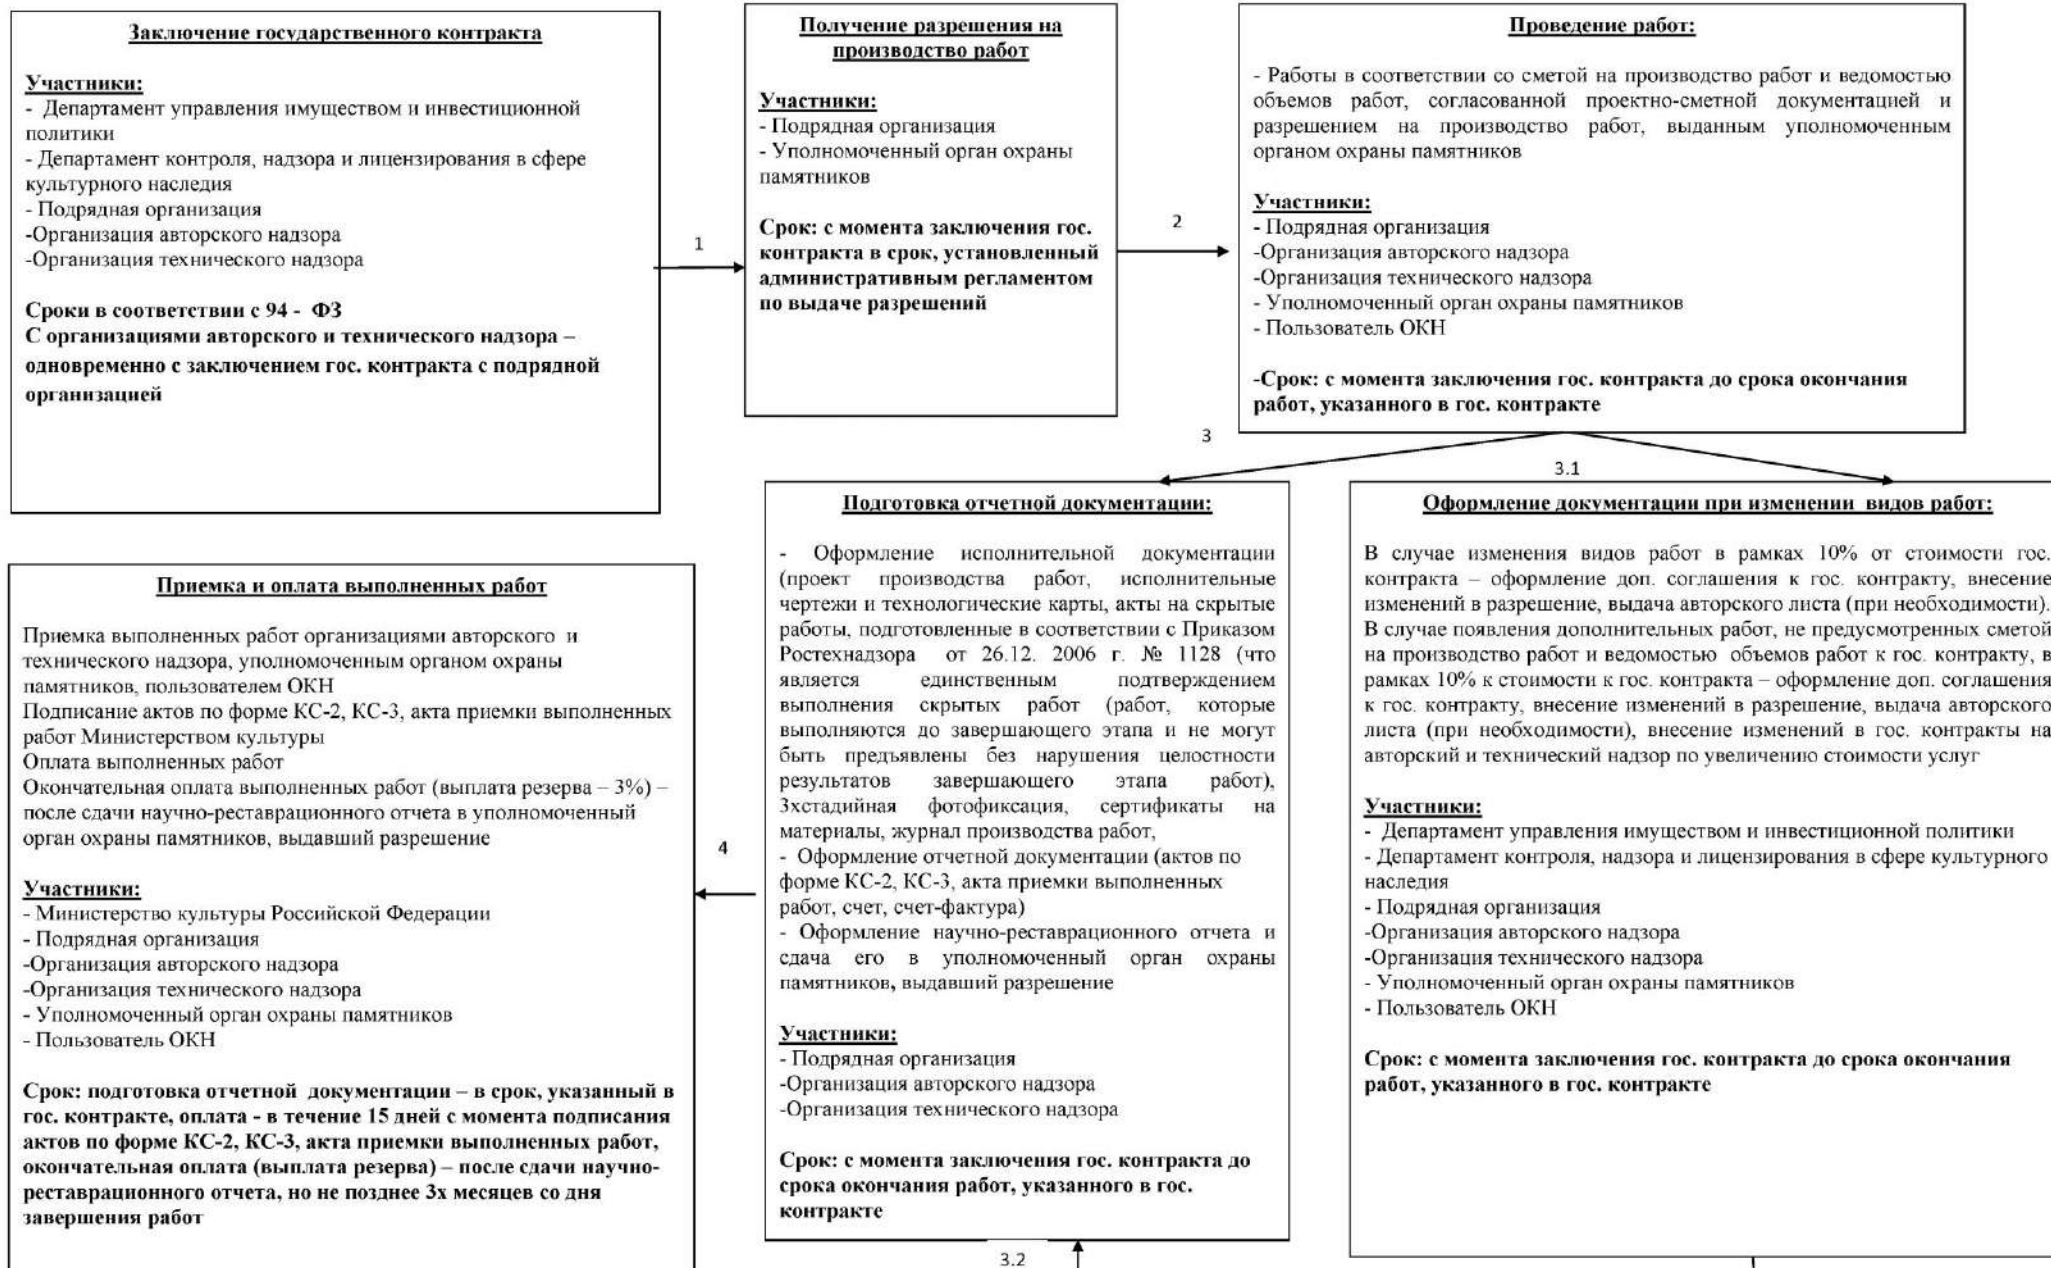 Заключение государственного контракта
Участники:
- Департамент управления имуществом и инвестиционной
политики
- Департамент контроля, надзора и лицензирования в сфере
культурного наследия
- Подрядная организация
-Организация авторского надзора
-Организация технического надзора
Сроки в соответствии с 94 - ФЗ
С организациями авторского и технического надзора –
одновременно с заключением гос. контракта с подрядной
организацией
1
Получение разрешения на
производство работ
Участники:
- Подрядная организация
- Уполномоченный орган охраны
памятников
Срок: с момента заключения гос.
контракта в срок, установленный
административным регламентом
по выдаче разрешений
2
Проведение работ:
- Работы в соответствии со сметой на производство работ и ведомостью
объемов работ, согласованной проектно-сметной документацией и
разрешением на производство работ, выданным уполномоченным
органом охраны памятников
Участники:
- Подрядная организация
-Организация авторского надзора
-Организация технического надзора
- Уполномоченный орган охраны памятников
- Пользователь ОКН
-Срок: с момента заключения гос. контракта до срока окончания
работ, указанного в гос. контракте
3
3.1
Подготовка отчетной документации:
- Оформление исполнительной документации
(проект производства работ, исполнительные
чертежи и технологические карты, акты на скрытые
работы, подготовленные в соответствии с Приказом
Ростехнадзора от 26.12. 2006 г. № 1128 (что
является единственным подтверждением
выполнения скрытых работ (работ, которые
выполняются до завершающего этапа и не могут
быть предъявлены без нарушения целостности
результатов завершающего этапа работ),
3хстадийная фотофиксация, сертификаты на
материалы, журнал производства работ,
- Оформление отчетной документации (актов по
форме КС-2, КС-3, акта приемки выполненных
работ, счет, счет-фактура)
- Оформление научно-реставрационного отчета и
сдача его в уполномоченный орган охраны
памятников, выдавший разрешение
Участники:
- Подрядная организация
-Организация авторского надзора
-Организация технического надзора
Срок: с момента заключения гос. контракта до
срока окончания работ, указанного в гос.
контракте
3.2
Оформление документации при изменении видов работ:
В случае изменения видов работ в рамках 10% от стоимости гос.
контракта – оформление доп. соглашения к гос. контракту, внесение
изменений в разрешение, выдача авторского листа (при необходимости).
В случае появления дополнительных работ, не предусмотренных сметой
на производство работ и ведомостью объемов работ к гос. контракту, в
рамках 10% к стоимости к гос. контракта – оформление доп. соглашения
к гос. контракту, внесение изменений в разрешение, выдача авторского
листа (при необходимости), внесение изменений в гос. контракты на
авторский и технический надзор по увеличению стоимости услуг
Участники:
- Департамент управления имуществом и инвестиционной политики
- Департамент контроля, надзора и лицензирования в сфере культурного
наследия
- Подрядная организация
-Организация авторского надзора
-Организация технического надзора
- Уполномоченный орган охраны памятников
- Пользователь ОКН
Срок: с момента заключения гос. контракта до срока окончания
работ, указанного в гос. контракте
4
Приемка и оплата выполненных работ
Приемка выполненных работ организациями авторского и
технического надзора, уполномоченным органом охраны
памятников, пользователем ОКН
Подписание актов по форме КС-2, КС-3, акта приемки выполненных
работ Министерством культуры
Оплата выполненных работ
Окончательная оплата выполненных работ (выплата резерва – 3%) –
после сдачи научно-реставрационного отчета в уполномоченный
орган охраны памятников, выдавший разрешение
Участники:
- Министерство культуры Российской Федерации
- Подрядная организация
-Организация авторского надзора
-Организация технического надзора
- Уполномоченный орган охраны памятников
- Пользователь ОКН
Срок: подготовка отчетной документации – в срок, указанный в
гос. контракте, оплата - в течение 15 дней с момента подписания
актов по форме КС-2, КС-3, акта приемки выполненных работ,
окончательная оплата (выплата резерва) – после сдачи научно-
реставрационного отчета, но не позднее 3х месяцев со дня
завершения работ